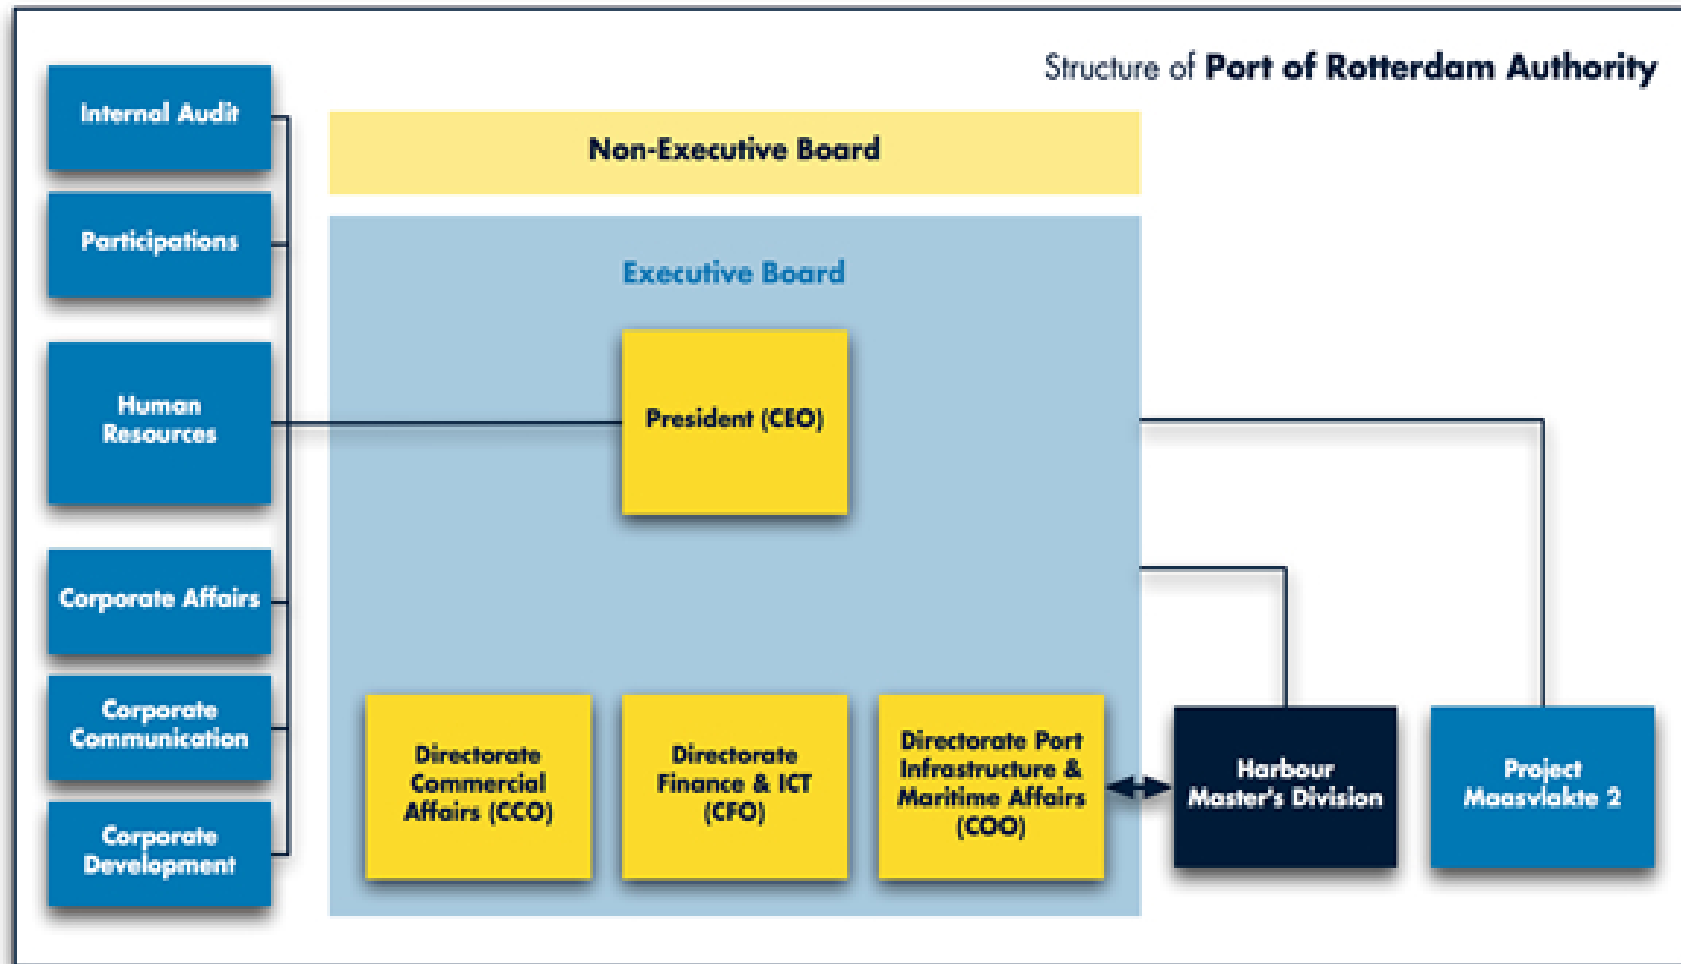 Structure of Port of Rotterdam Authority
Internal Audit
Participations
Human
Resources
Corporate Affairs
Corporate
Communication
Corporate
Development
Non-Executive Board
Executive Board
President (CEO)
Directorate
Commercial
Affairs (CCO)
Directorate
Finance & ICT
(CFO)
Directorate Port
Infrastructure &
Maritime Affairs
(COO)
Harbour
Master's Division
Project
Maasvlakte 2